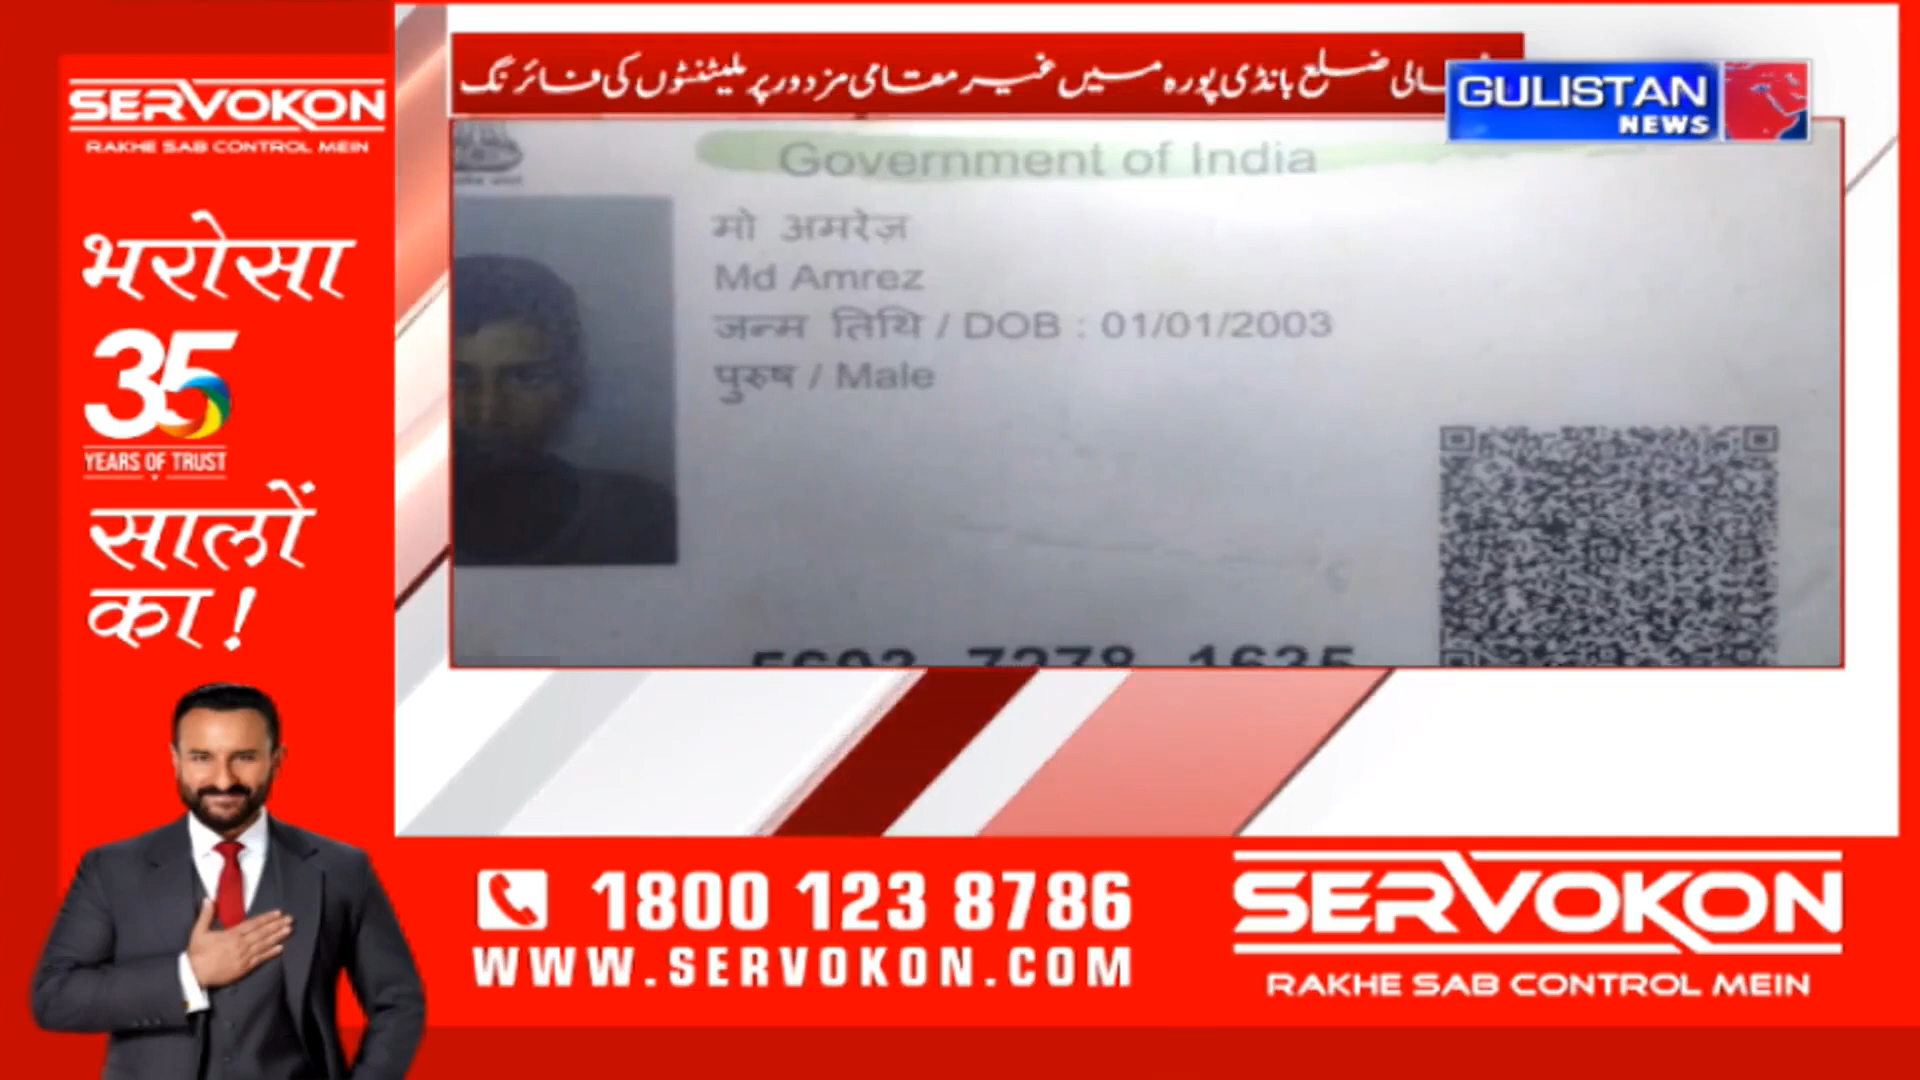 SERVOKON
RAKHE SAB CONTROL MEIN
भरोसा
35
YEARS OF TRUST
सालों
का!
ضلع بانڈی پورہ میں غیر مقامی مزدور پر ملیٹنٹوں کی فائرنگ
GULISTAN
NEWS
Government of India
मो अमरेज़
Md Amrez
जन्म तिथि / DOB : 01/01/2003
पुरुष / Male
1800 123 8786
WWW.SERVOKON.COM
SERVOKON
RAKHE SAB CONTROL MEIN